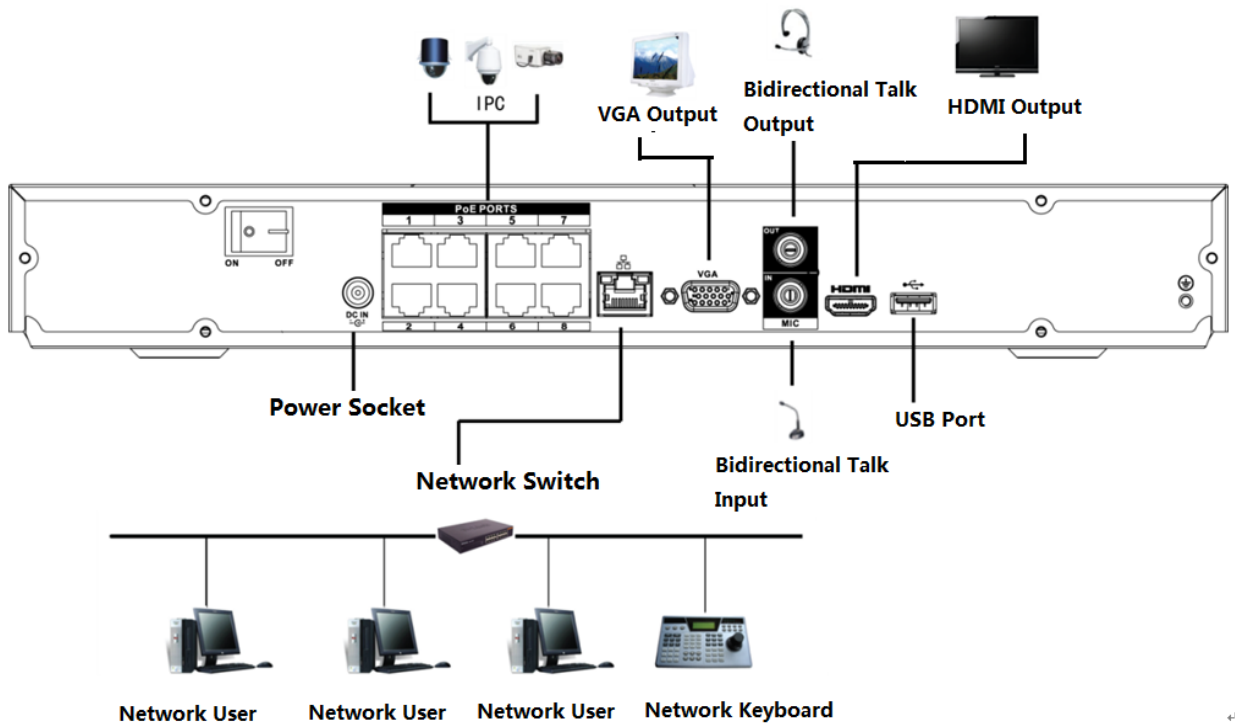 IPC
VGA Output
Bidirectional Talk
Output
HDMI Output
PoE PORTS
1 3 5 7
ON OFF
DC IN
2 4 6 8
VGA
OUT
IN
MIC
HDMI
Power Socket
Network Switch
Bidirectional Talk
Input
USB Port
Network User
Network User
Network User
Network Keyboard